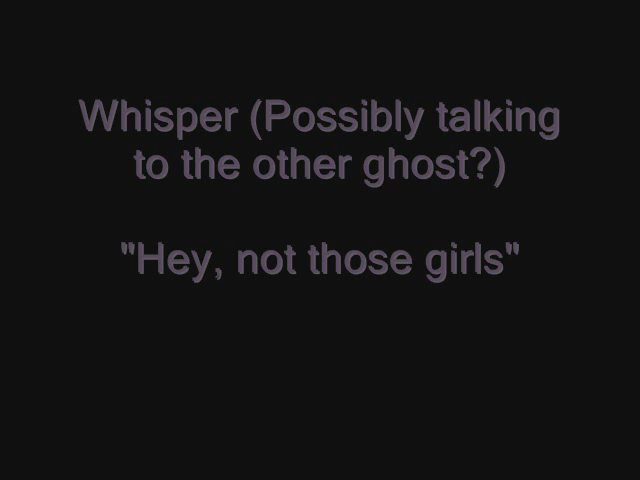 Whisper (Possibly talking
to the other ghost?)
"Hey, not those girls"